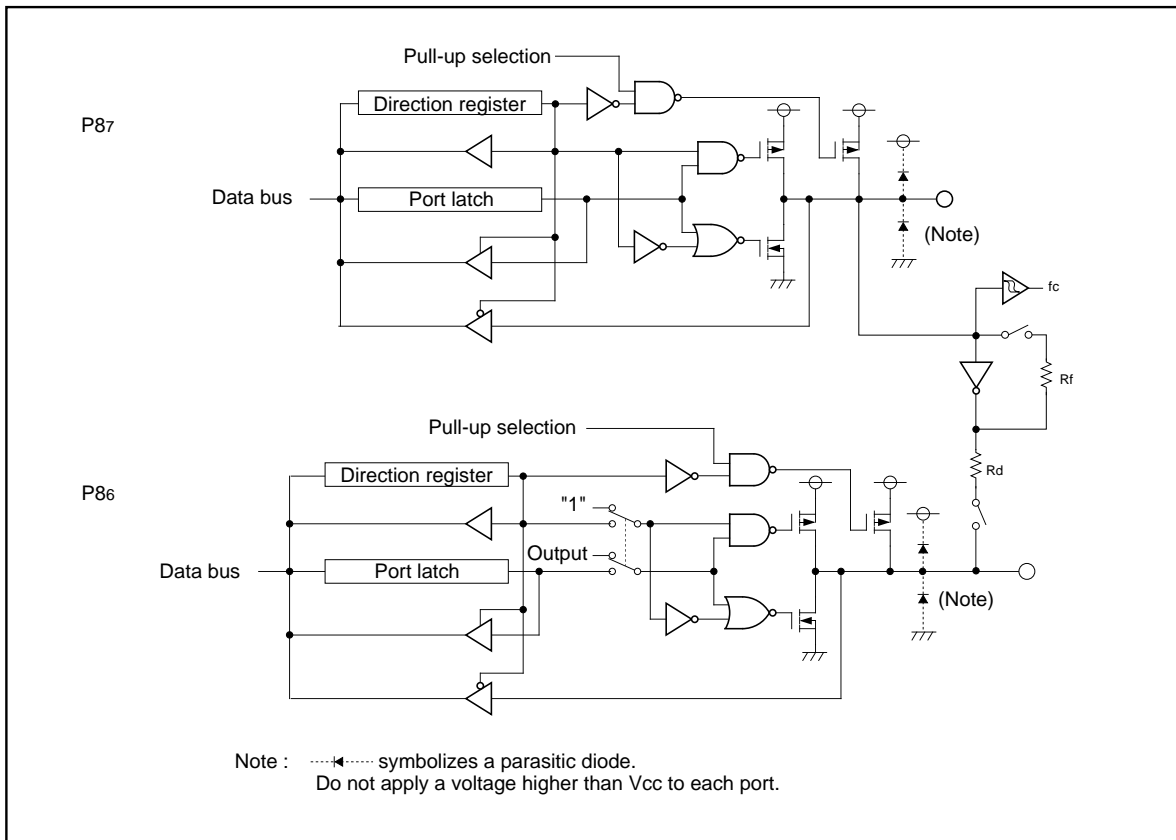 Pull-up selection
Direction register
P87
Data bus
Port latch
(Note)
fc
Rf
Pull-up selection
Rd
Direction register
P86
"1"
Output
Data bus
Port latch
(Note)
Note : symbolizes a parasitic diode.
Do not apply a voltage higher than Vcc to each port.